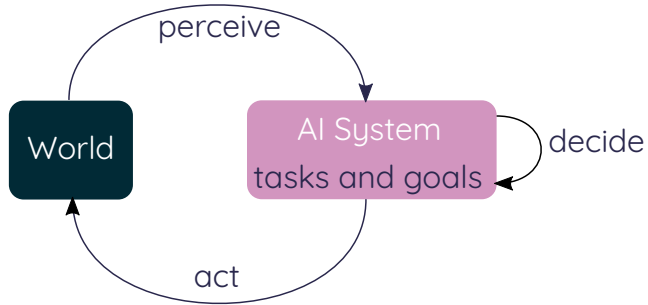 perceive
World
AI System
tasks and goals
decide
act